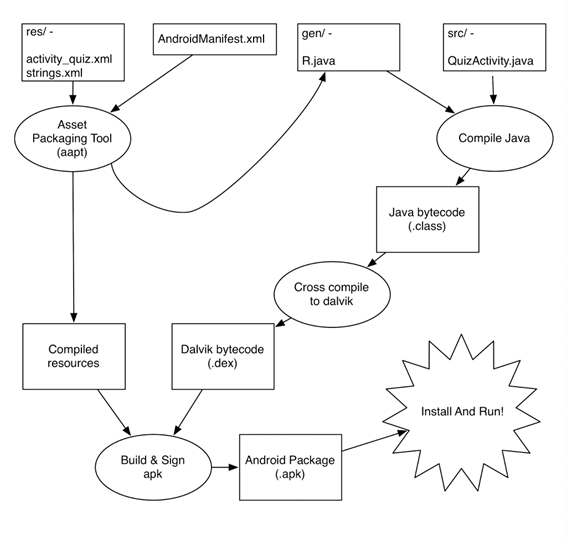 res/ -
activity_quiz.xml
strings.xml
AndroidManifest.xml
gen/ -
R.java
src/ -
QuizActivity.java
Asset
Packaging Tool
(aapt)
Compile Java
Java bytecode
(.class)
Cross compile
to dalvik
Compiled
resources
Dalvik bytecode
(.dex)
Install And Run!
Build & Sign
apk
Android Package
(.apk)